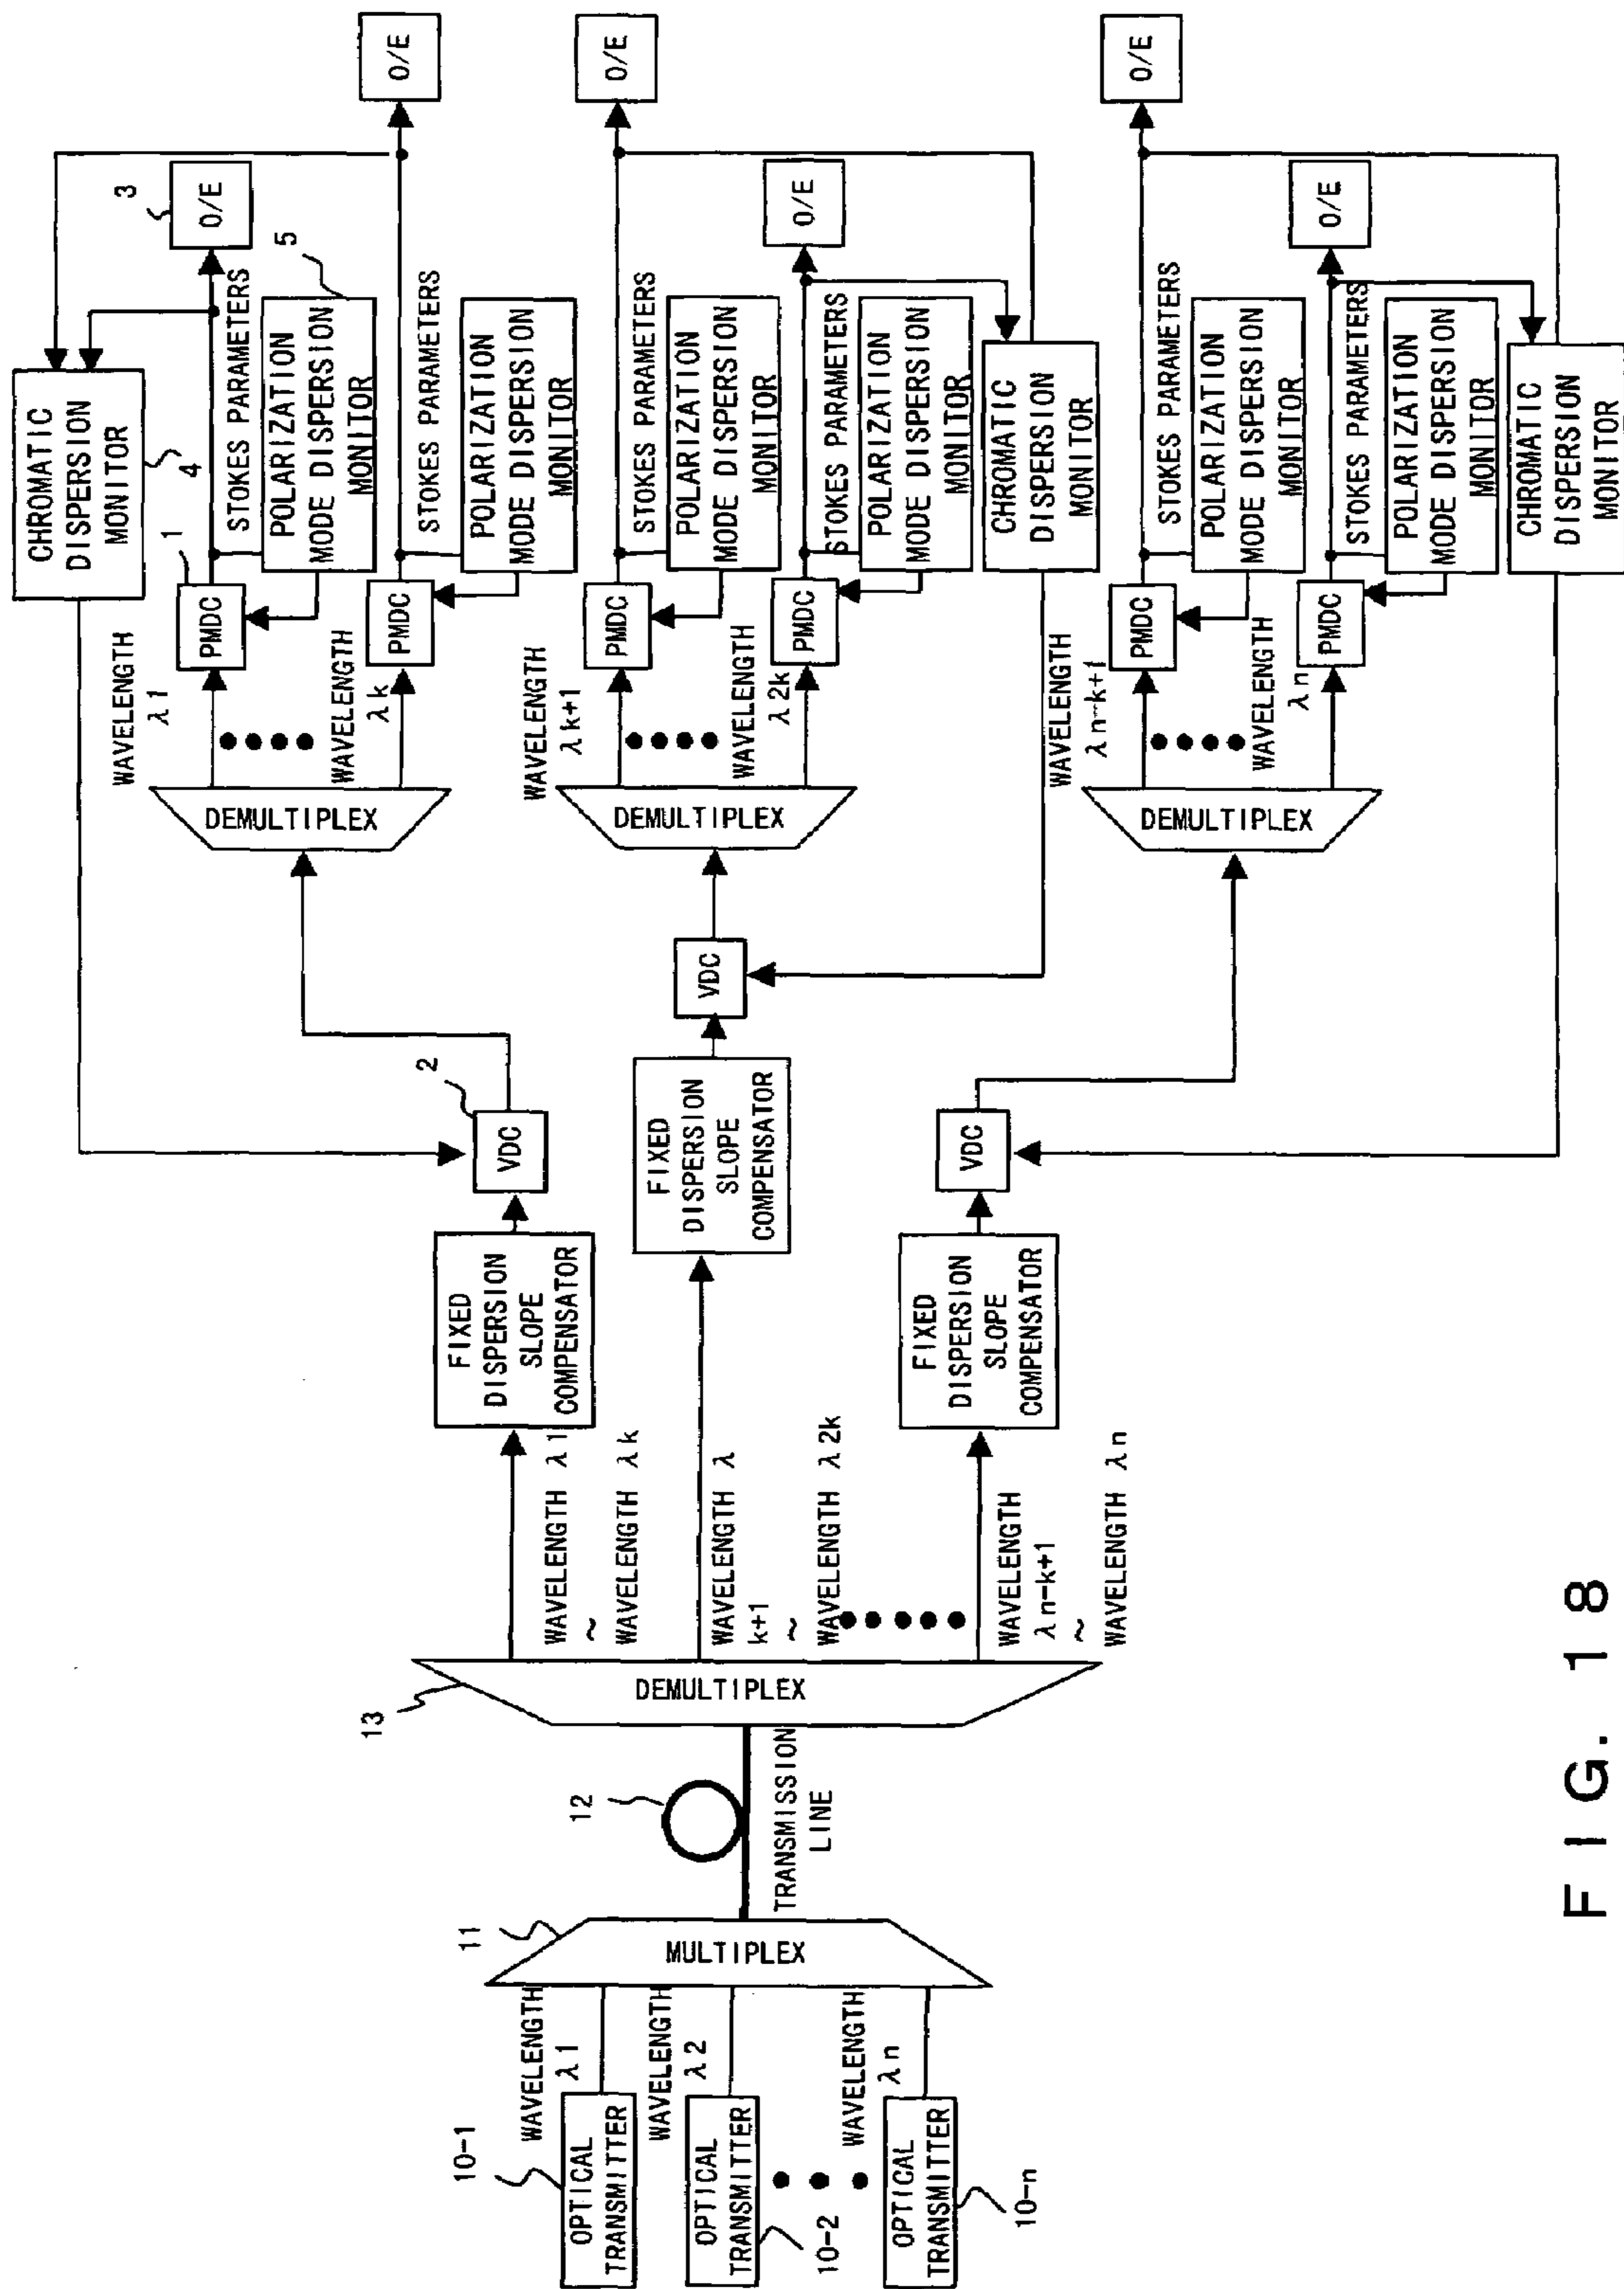 10-1
OPTICAL
TRANSMITTER
WAVELENGTH
λ1
OPTICAL
TRANSMITTER
10-2
WAVELENGTH
λ2
OPTICAL
TRANSMITTER
10-n
WAVELENGTH
λn
11
MULTIPLEX
12
TRANSMISSION
LINE
13
DEMULTIPLEX
WAVELENGTH λ1
~
WAVELENGTH λk
WAVELENGTH λ
k+1
~
WAVELENGTH λ2k
WAVELENGTH
λn-k+1
~
WAVELENGTH λn
FIXED
DISPERSION
SLOPE
COMPENSATOR
2
VDC
FIXED
DISPERSION
SLOPE
COMPENSATOR
VDC
FIXED
DISPERSION
SLOPE
COMPENSATOR
VDC
CHROMATIC
DISPERSION
MONITOR
4
DEMULTIPLEX
WAVELENGTH
λ1
1
PMDC
STOKES PARAMETERS
3
O/E
POLARIZATION
MODE DISPERSION
MONITOR
5
WAVELENGTH
λk
PMDC
STOKES PARAMETERS
O/E
POLARIZATION
MODE DISPERSION
MONITOR
DEMULTIPLEX
WAVELENGTH
λk+1
PMDC
STOKES PARAMETERS
O/E
POLARIZATION
MODE DISPERSION
MONITOR
WAVELENGTH
λ2k
PMDC
STOKES PARAMETERS
O/E
POLARIZATION
MODE DISPERSION
MONITOR
CHROMATIC
DISPERSION
MONITOR
DEMULTIPLEX
WAVELENGTH
λn-k+1
PMDC
STOKES PARAMETERS
O/E
POLARIZATION
MODE DISPERSION
MONITOR
WAVELENGTH
λn
PMDC
STOKES PARAMETERS
O/E
POLARIZATION
MODE DISPERSION
MONITOR
CHROMATIC
DISPERSION
MONITOR
FIG. 18